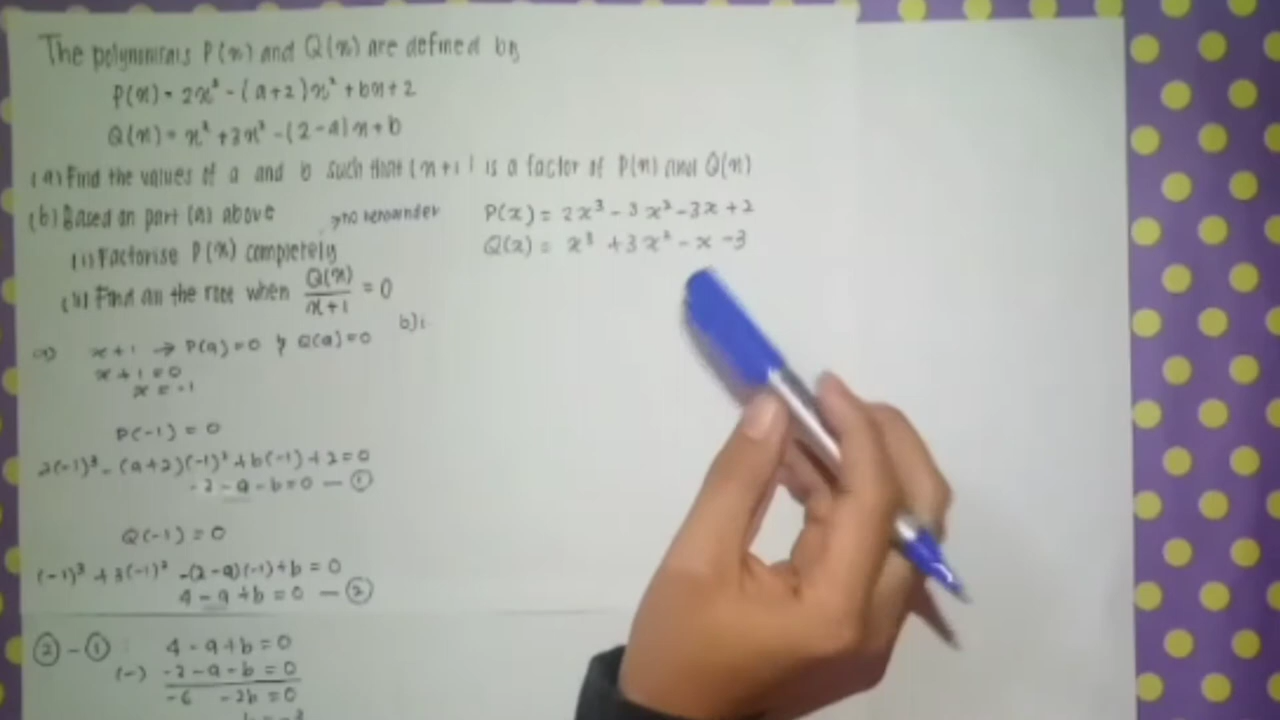 The polynomials P(x) and Q(x) are defined by
P(x) = 2x³ - (a+2)x² + bx + 2
Q(x) = x³ + 3x² - (2-a)x + b
(a) Find the values of a and b such that (x+1) is a factor of P(x) and Q(x)
(b) Based on part (a) above → no remainder
(i) Factorise P(x) completely
(ii) Find all the root when Q(x)/x+1 = 0
P(x) = 2x³ - 3x² - 3x + 2
Q(x) = x³ + 3x² - x - 3
b)i
a) x+1 → P(a)=0 & Q(a)=0
x+1=0
x=-1
P(-1) = 0
2(-1)³ - (a+2)(-1)² + b(-1) + 2 = 0
-2 - a - b = 0 — ①
Q(-1) = 0
(-1)³ + 3(-1)² - (2-a)(-1) + b = 0
4 - a + b = 0 — ②
② - ① : 4 - a + b = 0
(-) -2 - a - b = 0
-6 -2b = 0
b = -3